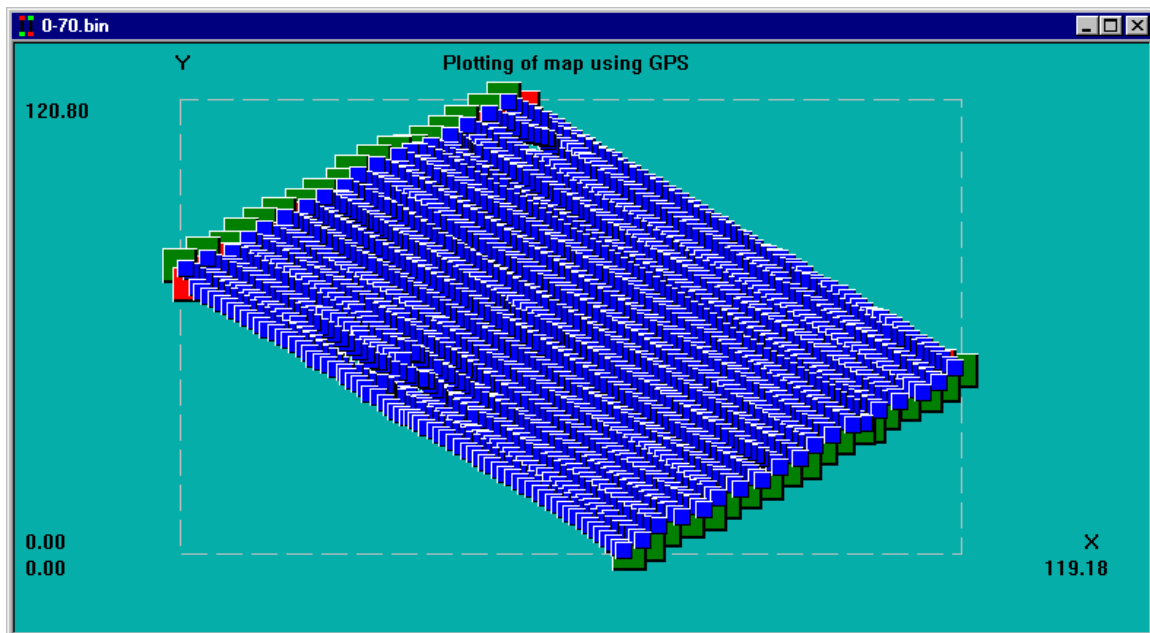 0-70.bin
Y
Plotting of map using GPS
120.80
0.00
X
0.00
119.18